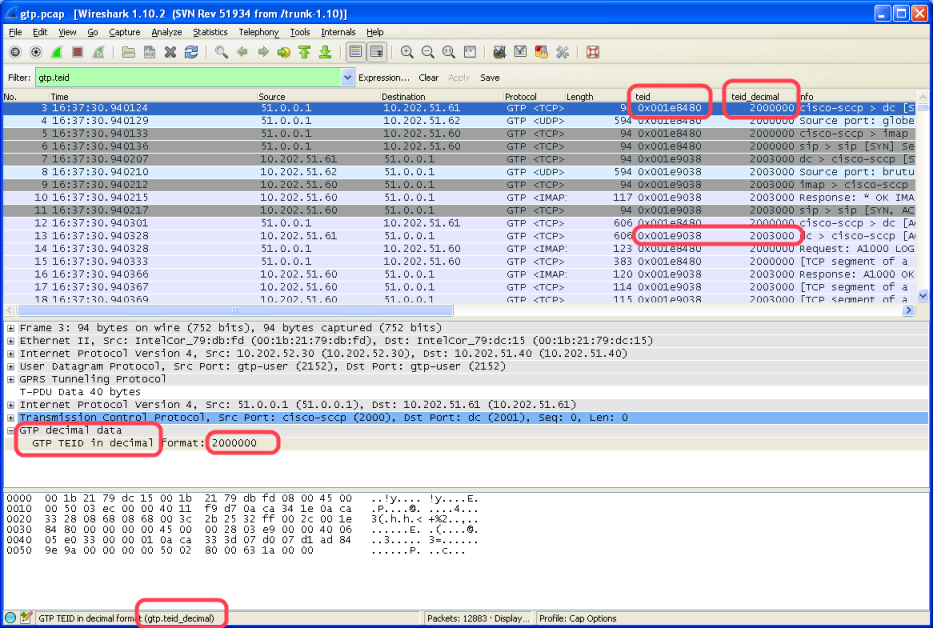 gtp.pcap [Wireshark 1.10.2 (SVN Rev 51934 from /trunk-1.10)]
File Edit View Go Capture Analyze Statistics Telephony Tools Internals Help
Filter: gtp.teid Expression... Clear Apply Save
No. Time Source Destination Protocol Length teid teid_decimal Info
3 16:37:30.940124 51.0.0.1 10.202.51.61 GTP <TCP> 94 0x001e8480 2000000 cisco-sccp > dc [S
4 16:37:30.940129 51.0.0.1 10.202.51.62 GTP <UDP> 594 0x001e8480 2000000 Source port: globe
5 16:37:30.940133 51.0.0.1 10.202.51.60 GTP <TCP> 94 0x001e8480 2000000 cisco-sccp > imap
6 16:37:30.940136 51.0.0.1 10.202.51.60 GTP <TCP> 94 0x001e8480 2000000 sip > sip [SYN] Se
7 16:37:30.940207 10.202.51.61 51.0.0.1 GTP <TCP> 94 0x001e9038 2003000 dc > cisco-sccp [S
8 16:37:30.940210 10.202.51.62 51.0.0.1 GTP <UDP> 594 0x001e9038 2003000 Source port: brutu
9 16:37:30.940212 10.202.51.60 51.0.0.1 GTP <TCP> 94 0x001e9038 2003000 imap > cisco-sccp
10 16:37:30.940215 10.202.51.60 51.0.0.1 GTP <IMAP: 117 0x001e9038 2003000 Response: * OK IMA
11 16:37:30.940217 10.202.51.60 51.0.0.1 GTP <TCP> 94 0x001e9038 2003000 sip > sip [SYN, AC
12 16:37:30.940301 51.0.0.1 10.202.51.61 GTP <TCP> 606 0x001e8480 2000000 cisco-sccp > dc [A
13 16:37:30.940328 10.202.51.61 51.0.0.1 GTP <TCP> 606 0x001e9038 2003000 dc > cisco-sccp [A
14 16:37:30.940328 51.0.0.1 10.202.51.60 GTP <IMAP: 123 0x001e8480 2000000 Request: A1000 LOG
15 16:37:30.940333 51.0.0.1 10.202.51.60 GTP <TCP> 383 0x001e8480 2000000 [TCP segment of a
16 16:37:30.940366 10.202.51.60 51.0.0.1 GTP <IMAP: 120 0x001e9038 2003000 Response: A1000 OK
17 16:37:30.940367 10.202.51.60 51.0.0.1 GTP <TCP> 114 0x001e9038 2003000 [TCP segment of a
18 16:37:30.940369 10.202.51.60 51.0.0.1 GTP <TCP> 115 0x001e9038 2003000 [TCP segment of a
Frame 3: 94 bytes on wire (752 bits), 94 bytes captured (752 bits)
Ethernet II, Src: IntelCor_79:db:fd (00:1b:21:79:db:fd), Dst: IntelCor_79:dc:15 (00:1b:21:79:dc:15)
Internet Protocol Version 4, Src: 10.202.52.30 (10.202.52.30), Dst: 10.202.51.40 (10.202.51.40)
User Datagram Protocol, Src Port: gtp-user (2152), Dst Port: gtp-user (2152)
GPRS Tunneling Protocol
T-PDU Data 40 bytes
Internet Protocol Version 4, Src: 51.0.0.1 (51.0.0.1), Dst: 10.202.51.61 (10.202.51.61)
Transmission Control Protocol, Src Port: cisco-sccp (2000), Dst Port: dc (2001), Seq: 0, Len: 0
GTP decimal data
GTP TEID in decimal format: 2000000
0000 00 1b 21 79 dc 15 00 1b 21 79 db fd 08 00 45 00 ..!y.... !y....E.
0010 00 50 03 ec 00 00 40 11 f9 d7 0a ca 34 1e 0a ca .P....@. ....4...
0020 33 28 08 68 08 68 00 3c 2b 25 32 ff 00 2c 00 1e 3(.h.h.< +%2..,..
0030 84 80 00 00 00 00 45 00 00 28 03 e9 00 00 40 06 ......E. .(....@.
0040 05 e0 33 00 00 01 0a ca 33 3d 07 d0 07 d1 ad 84 ..3..... 3=......
0050 9e 9a 00 00 00 00 50 02 80 00 63 1a 00 00 ......P. ..c...
GTP TEID in decimal format (gtp.teid_decimal) Packets: 12883 · Display... Profile: Cap Options